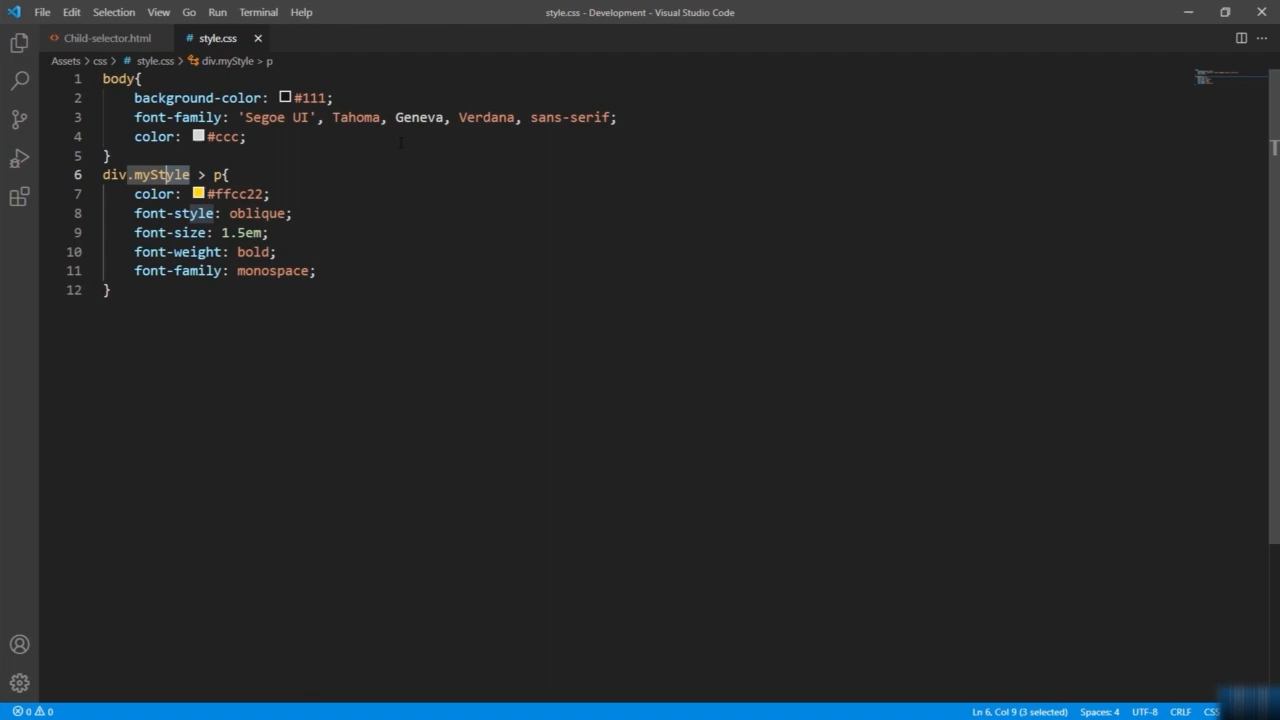 File Edit Selection View Go Run Terminal Help style.css - Development - Visual Studio Code
<> Child-selector.html # style.css ×
Assets > css > # style.css > div.myStyle > p
1 body{
2 background-color: #111;
3 font-family: 'Segoe UI', Tahoma, Geneva, Verdana, sans-serif;
4 color: #ccc;
5 }
6 div.myStyle > p{
7 color: #ffcc22;
8 font-style: oblique;
9 font-size: 1.5em;
10 font-weight: bold;
11 font-family: monospace;
12 }
0 0 Ln 6, Col 9 (3 selected) Spaces: 4 UTF-8 CRLF CSS